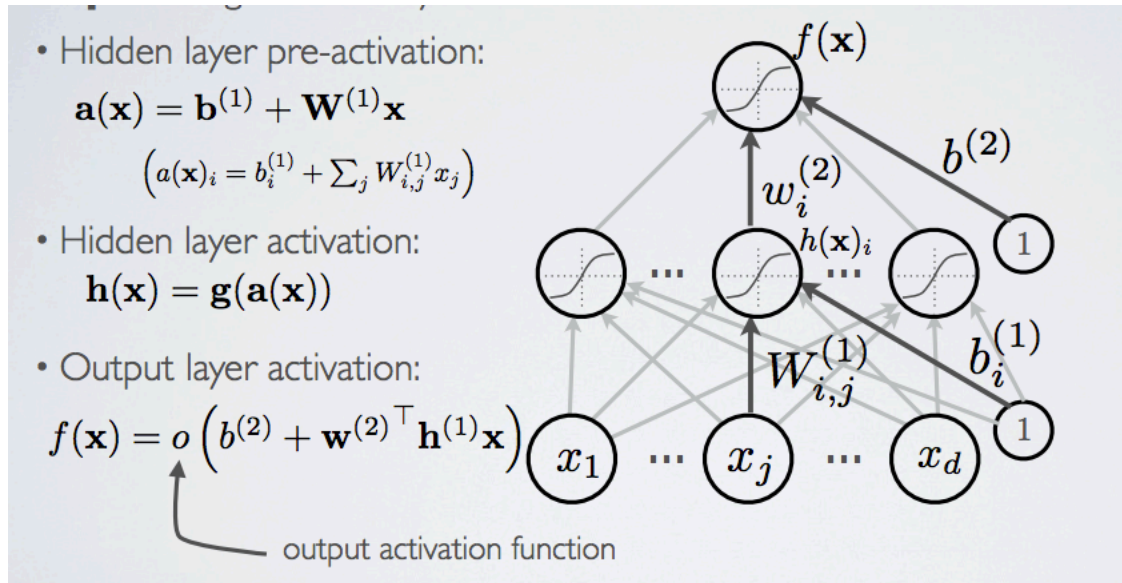 • Hidden layer pre-activation:
a(x) = b^{(1)} + W^{(1)}x
(a(x)_i = b_i^{(1)} + ∑_j W_{i,j}^{(1)} x_j)
• Hidden layer activation:
h(x) = g(a(x))
• Output layer activation:
f(x) = o (b^{(2)} + w^{(2)⊤} h^{(1)}x)
output activation function
f(x)
b^{(2)}
w_i^{(2)}
1
h(x)_i
... ...
W_{i,j}^{(1)}
b_i^{(1)}
1
x_1 ... x_j ... x_d